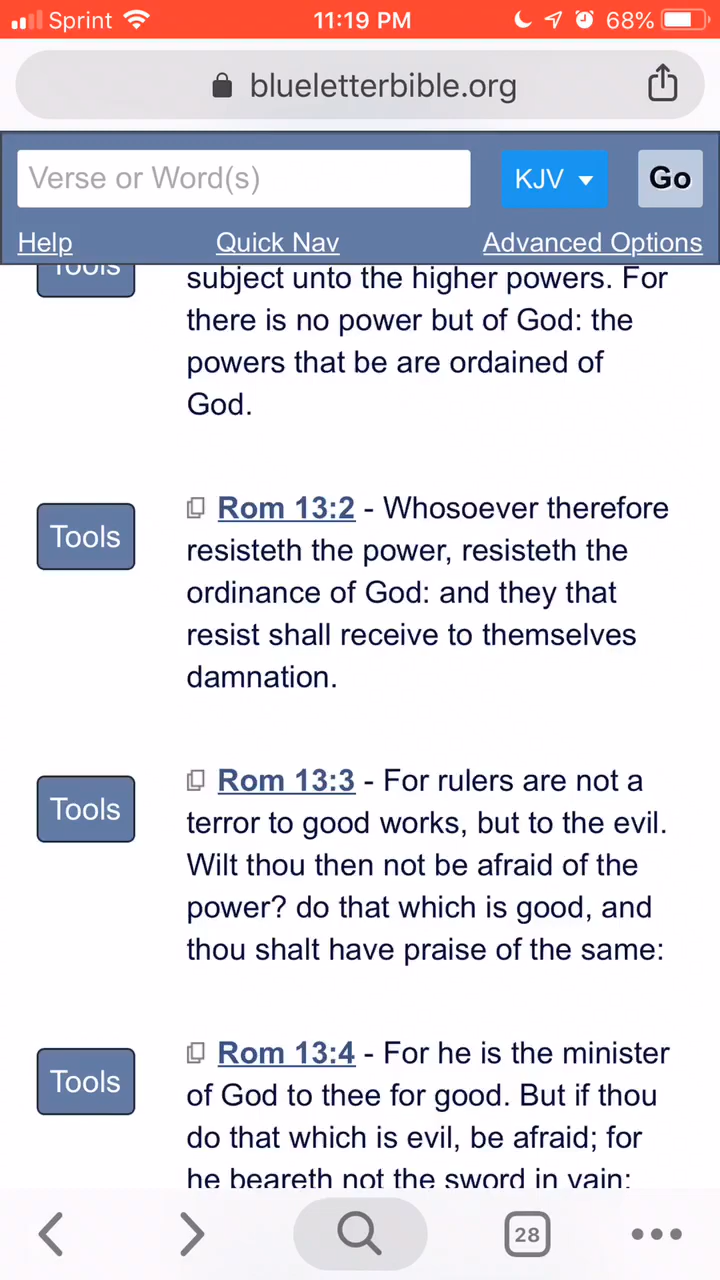 Sprint 11:19 PM 68%
blueletterbible.org
Verse or Word(s) KJV Go
Help Quick Nav Advanced Options
Tools subject unto the higher powers. For
there is no power but of God: the
powers that be are ordained of
God.
Rom 13:2 - Whosoever therefore
Tools resisteth the power, resisteth the
ordinance of God: and they that
resist shall receive to themselves
damnation.
Rom 13:3 - For rulers are not a
Tools terror to good works, but to the evil.
Wilt thou then not be afraid of the
power? do that which is good, and
thou shalt have praise of the same:
Rom 13:4 - For he is the minister
Tools of God to thee for good. But if thou
do that which is evil, be afraid; for
he beareth not the sword in vain:
28